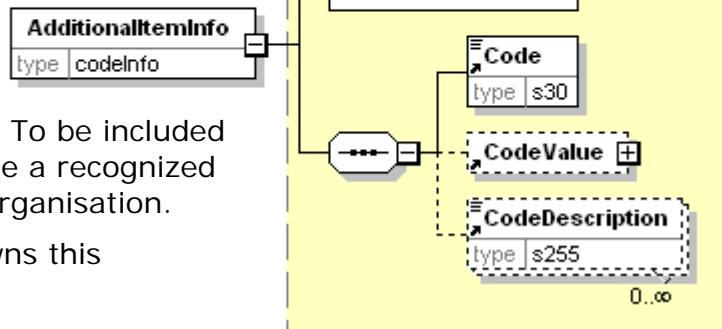 AdditionalItemInfo
type codeInfo
To be included
e a recognized
rganisation.
ns this
Code
type s30
CodeValue
CodeDescription
type s255
0..∞